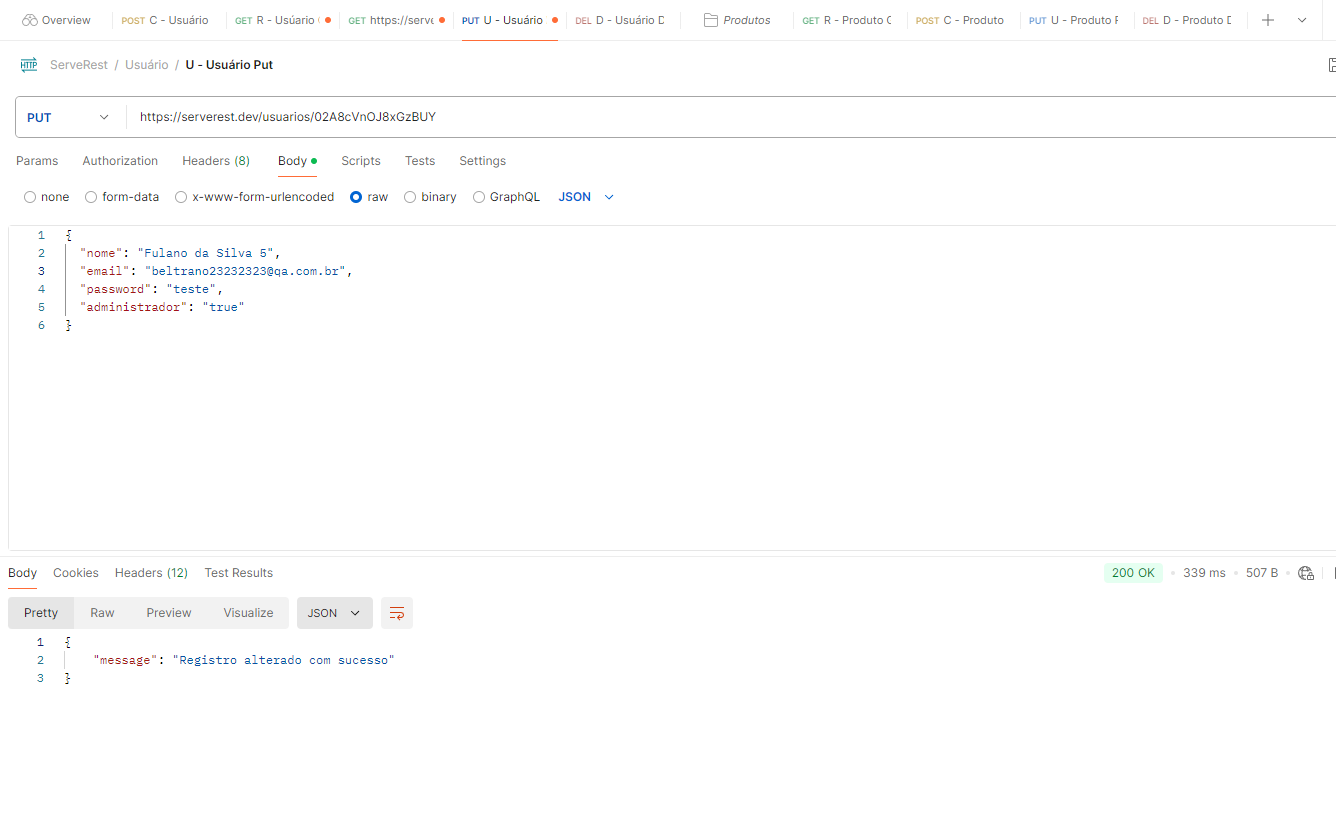 Overview POST C - Usuário GET R - Usúario GET https://serve PUT U - Usuário DEL D - Usuário D Produtos GET R - Produto G POST C - Produto PUT U - Produto P DEL D - Produto D
HTTP ServeRest / Usuário / U - Usuário Put
PUT https://serverest.dev/usuarios/02A8cVnOJ8xGzBUY
Params Authorization Headers (8) Body Scripts Tests Settings
none form-data x-www-form-urlencoded raw binary GraphQL JSON
1 {
2 "nome": "Fulano da Silva 5",
3 "email": "beltrano23232323@qa.com.br",
4 "password": "teste",
5 "administrador": "true"
6 }
Body Cookies Headers (12) Test Results 200 OK 339 ms 507 B
Pretty Raw Preview Visualize JSON
1 {
2 "message": "Registro alterado com sucesso"
3 }